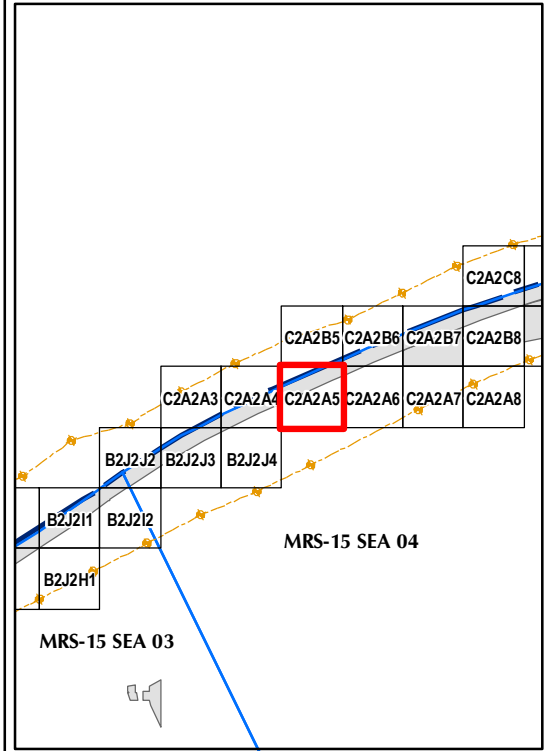 C2A2C8
C2A2B5 C2A2B6 C2A2B7 C2A2B8
C2A2A3 C2A2A4 C2A2A5 C2A2A6 C2A2A7 C2A2A8
B2J2J2 B2J2J3 B2J2J4
B2J2I1 B2J2I2
MRS-15 SEA 04
B2J2H1
MRS-15 SEA 03